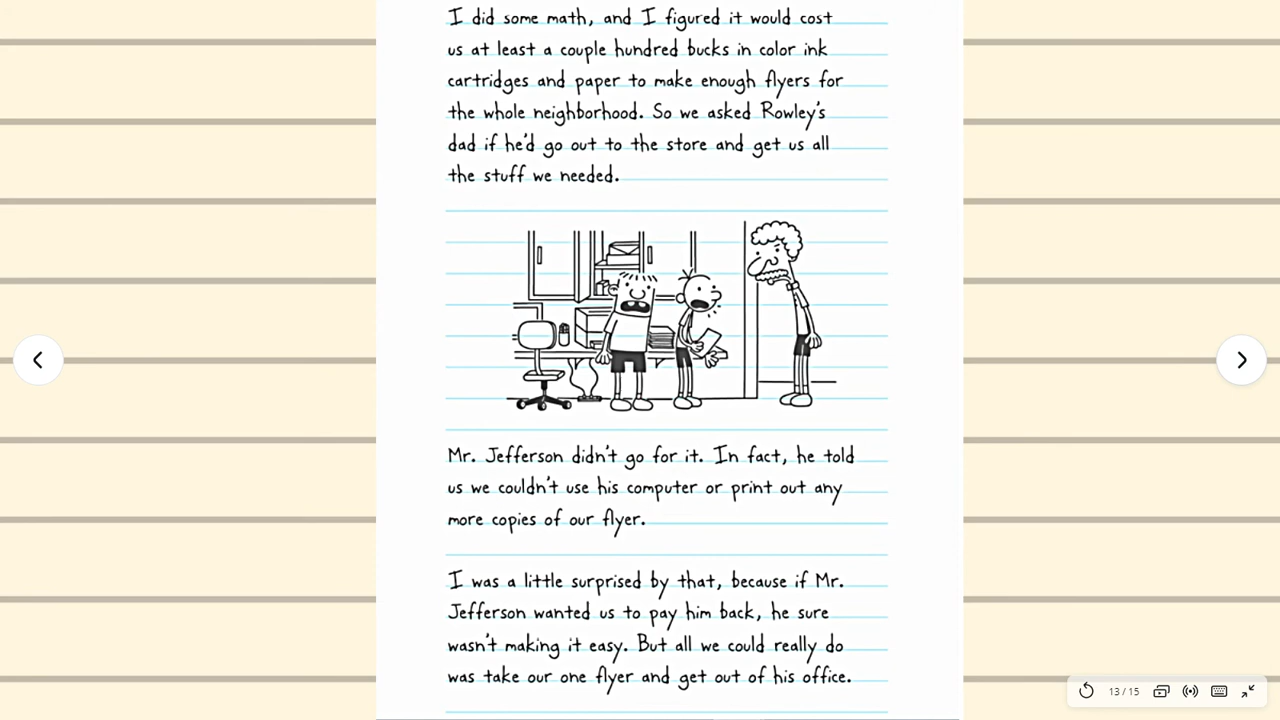 I did some math, and I figured it would cost
us at least a couple hundred bucks in color ink
cartridges and paper to make enough flyers for
the whole neighborhood. So we asked Rowley's
dad if he'd go out to the store and get us all
the stuff we needed.
Mr. Jefferson didn't go for it. In fact, he told
us we couldn't use his computer or print out any
more copies of our flyer.
I was a little surprised by that, because if Mr.
Jefferson wanted us to pay him back, he sure
wasn't making it easy. But all we could really do
was take our one flyer and get out of his office.
13 / 15